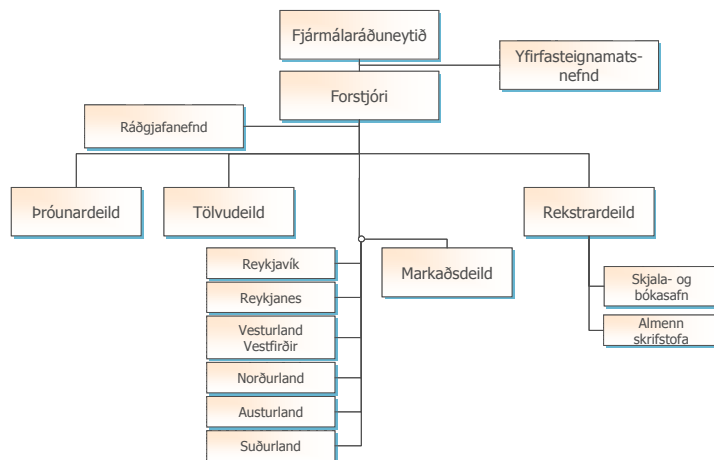 Fjármálaráðuneytið
Yfirfasteignamats-
nefnd
Forstjóri
Ráðgjafanefnd
Þróunardeild
Tölvudeild
Rekstrardeild
Reykjavík
Markaðsdeild
Reykjanes
Skjala- og
bókasafn
Vesturland
Vestfirðir
Almenn
skrifstofa
Norðurland
Austurland
Suðurland